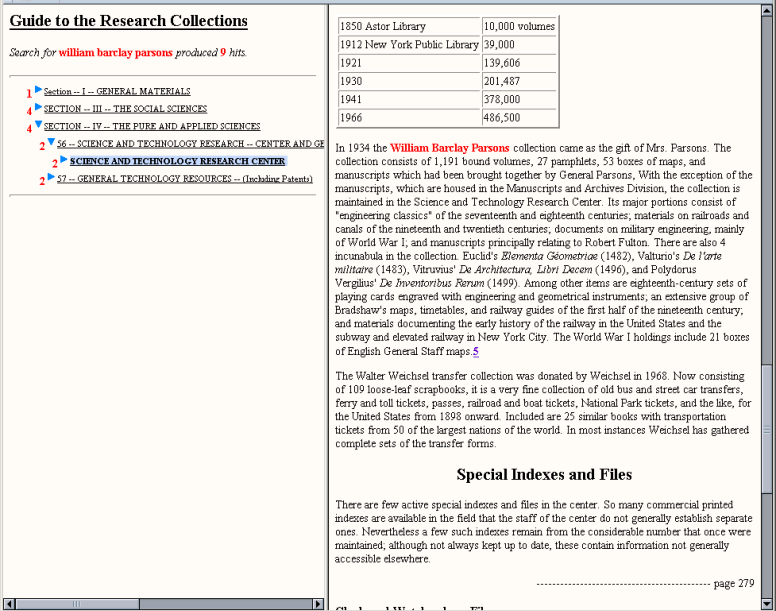 Guide to the Research Collections
Search for william barclay parsons produced 9 hits.
1 Section -- I -- GENERAL MATERIALS
4 SECTION -- III -- THE SOCIAL SCIENCES
4 SECTION -- IV -- THE PURE AND APPLIED SCIENCES
2 56 -- SCIENCE AND TECHNOLOGY RESEARCH -- CENTER AND GE
2 SCIENCE AND TECHNOLOGY RESEARCH CENTER
2 57 -- GENERAL TECHNOLOGY RESOURCES -- (Including Patents)
1850 Astor Library 10,000 volumes
1912 New York Public Library 39,000
1921 139,606
1930 201,487
1941 378,000
1966 486,500
In 1934 the William Barclay Parsons collection came as the gift of Mrs. Parsons. The
collection consists of 1,191 bound volumes, 27 pamphlets, 53 boxes of maps, and
manuscripts which had been brought together by General Parsons, With the exception of the
manuscripts, which are housed in the Manuscripts and Archives Division, the collection is
maintained in the Science and Technology Research Center. Its major portions consist of
"engineering classics" of the seventeenth and eighteenth centuries; materials on railroads and
canals of the nineteenth and twentieth centuries; documents on military engineering, mainly
of World War I; and manuscripts principally relating to Robert Fulton. There are also 4
incunabula in the collection. Euclid's Elementa Géometriæ (1482), Valturio's De l'arte
militaire (1483), Vitruvius' De Architectura, Libri Decem (1496), and Polydorus
Vergilius' De Inventoribus Rerum (1499). Among other items are eighteenth-century sets of
playing cards engraved with engineering and geometrical instruments; an extensive group of
Bradshaw's maps, timetables, and railway guides of the first half of the nineteenth century;
and materials documenting the early history of the railway in the United States and the
subway and elevated railway in New York City. The World War I holdings include 21 boxes
of English General Staff maps.5
The Walter Weichsel transfer collection was donated by Weichsel in 1968. Now consisting
of 109 loose-leaf scrapbooks, it is a very fine collection of old bus and street car transfers,
ferry and toll tickets, passes, railroad and boat tickets, National Park tickets, and the like, for
the United States from 1898 onward. Included are 25 similar books with transportation
tickets from 50 of the largest nations of the world. In most instances Weichsel has gathered
complete sets of the transfer forms.
Special Indexes and Files
There are few active special indexes and files in the center. So many commercial printed
indexes are available in the field that the staff of the center do not generally establish separate
ones. Nevertheless a few such indexes remain from the considerable number that once were
maintained; although not always kept up to date, these contain information not generally
accessible elsewhere.
------------------------------------------- page 279